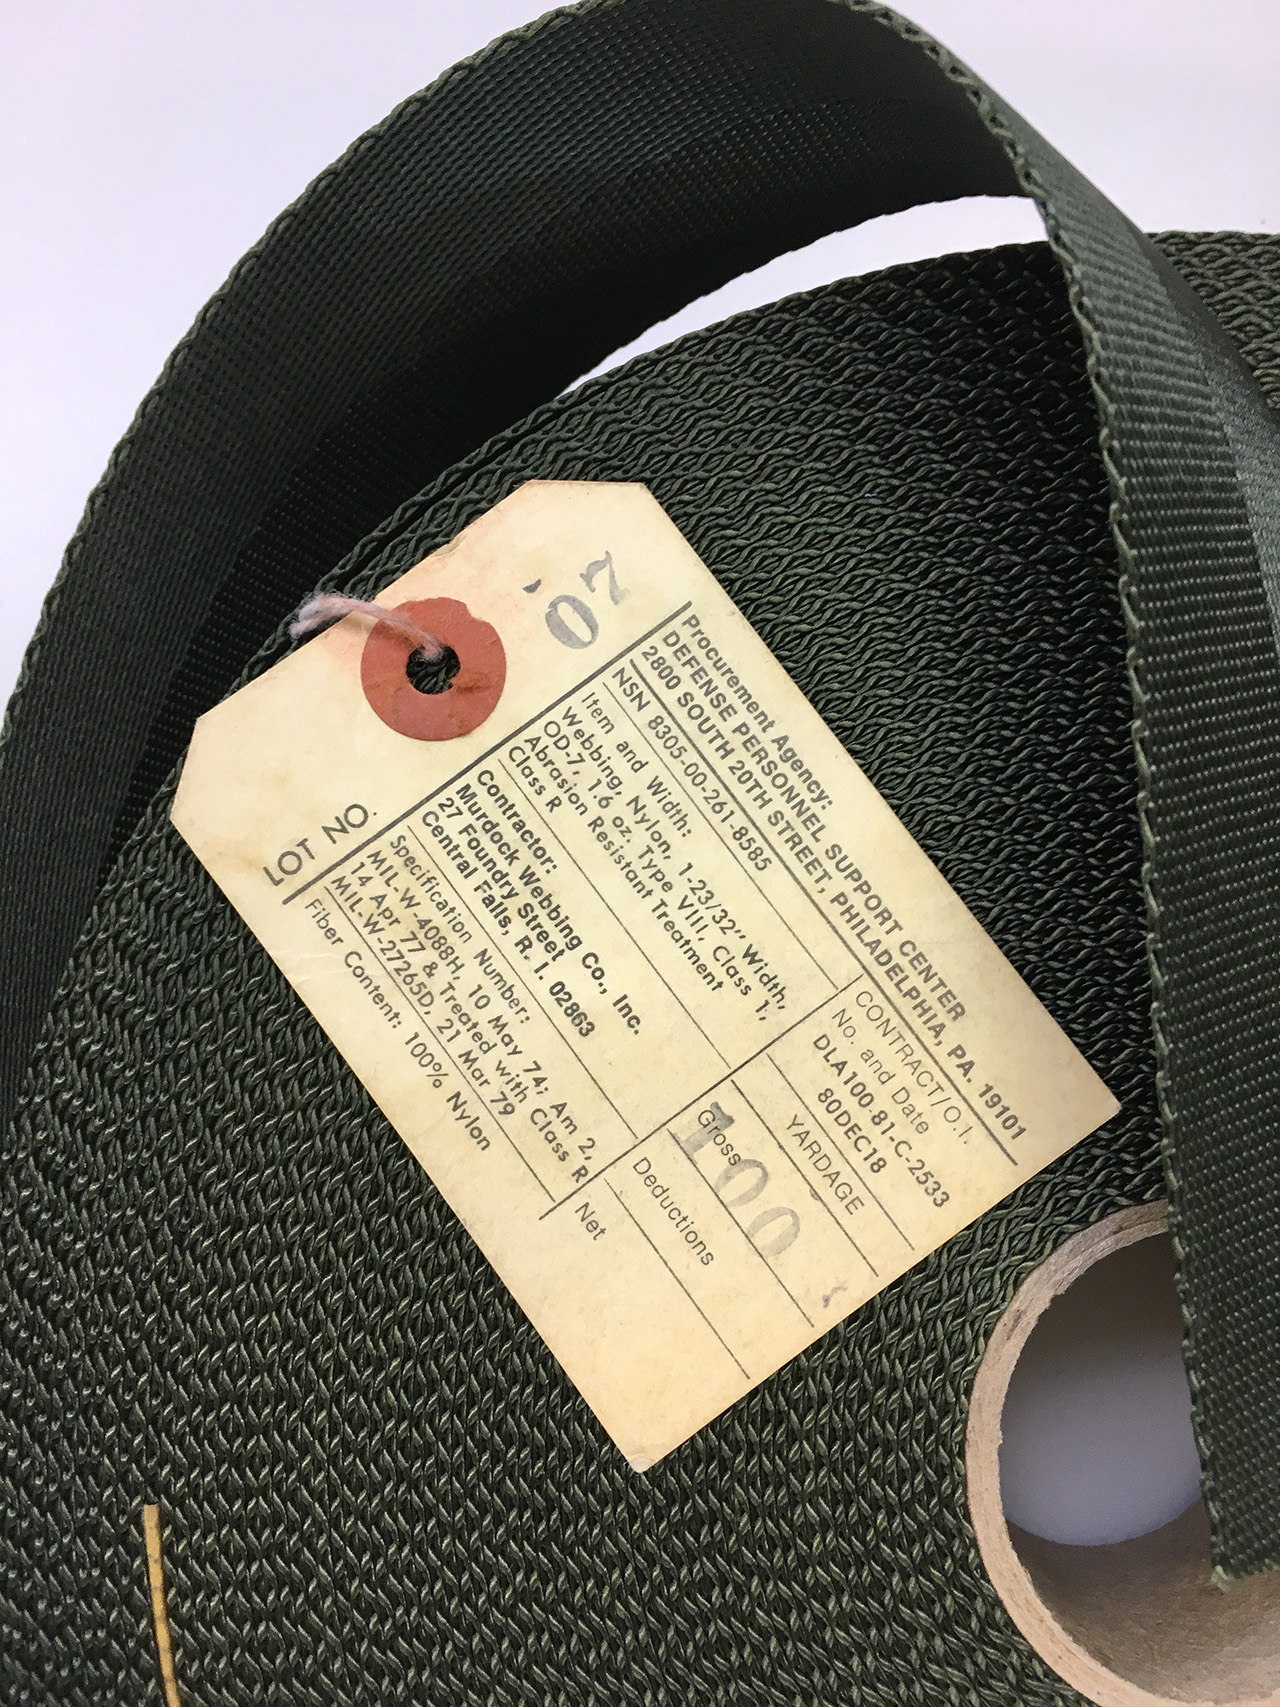 '07
LOT NO.
Procurement Agency:
DEFENSE PERSONNEL SUPPORT CENTER
2800 SOUTH 20TH STREET, PHILADELPHIA, PA. 19101
NSN 8305-00-261-8585
Item and Width:
Webbing, Nylon, 1-23/32" Width,
OD-7, 1.6 oz. Type VIII, Class 1,
Abrasion Resistant Treatment
Class R
Contractor:
Murdock Webbing Co., Inc.
27 Foundry Street
Central Falls, R. I. 02863
Specification Number:
MIL-W-4088H, 10 May 74; Am 2,
14 Apr 77 & Treated with Class R
MIL-W-27265D, 21 Mar 79
Fiber Content: 100% Nylon
CONTRACT/O.I.
No. and Date
DLA100-81-C-2533
80DEC18
YARDAGE
Gross
100
Deductions
Net